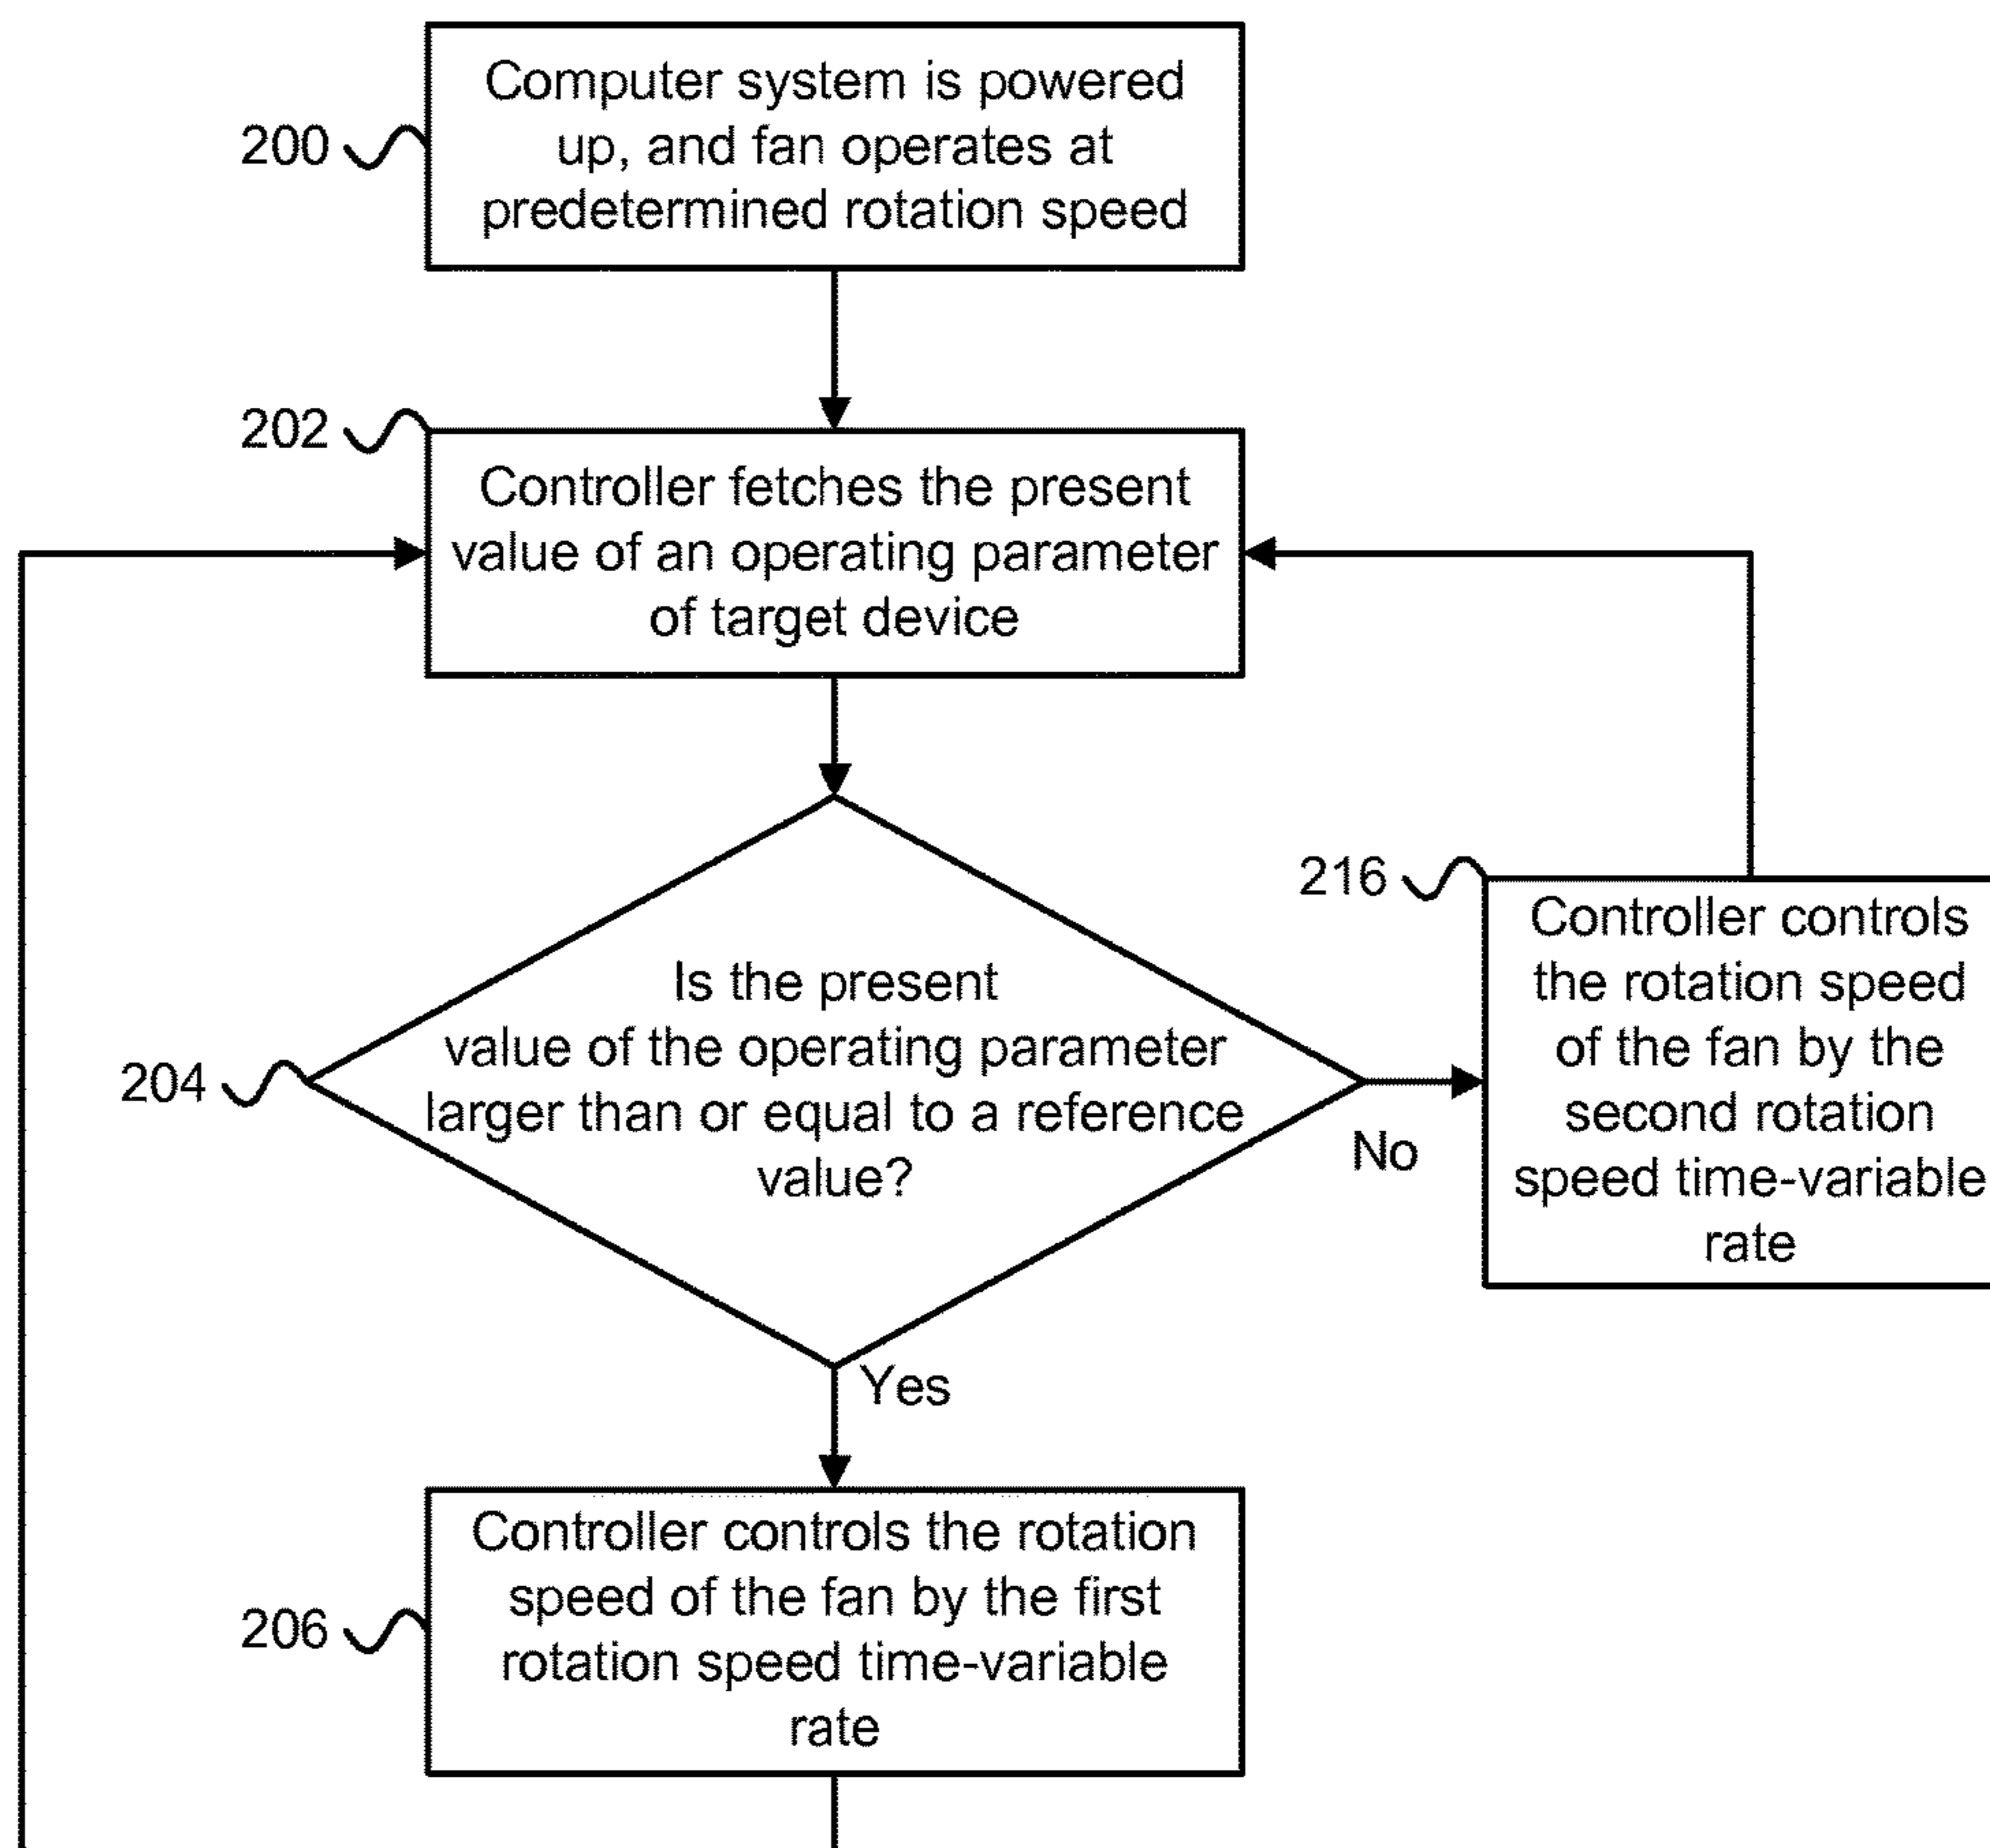 200
Computer system is powered
up, and fan operates at
predetermined rotation speed
202
Controller fetches the present
value of an operating parameter
of target device
204
Is the present
value of the operating parameter
larger than or equal to a reference
value?
No
Yes
216
Controller controls
the rotation speed
of the fan by the
second rotation
speed time-variable
rate
206
Controller controls the rotation
speed of the fan by the first
rotation speed time-variable
rate